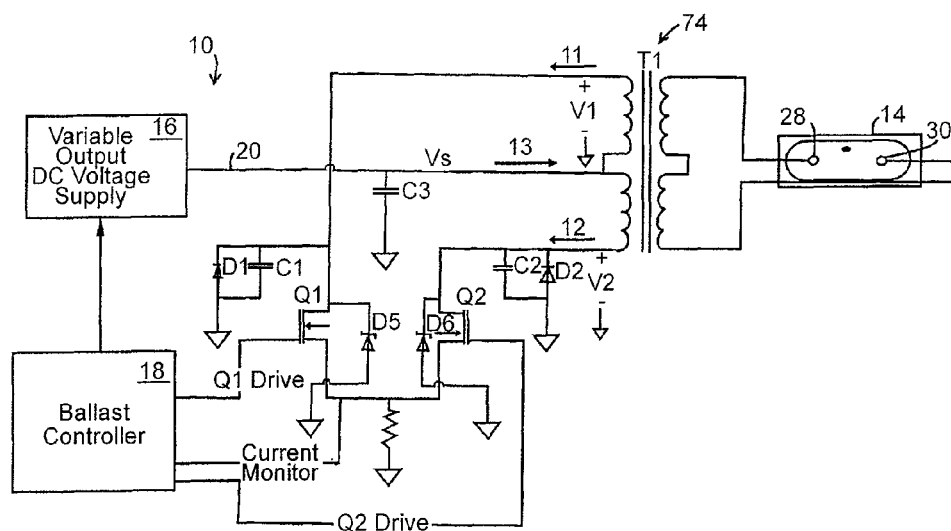 74
10
11
T1
+
V1
-
Variable
Output
DC Voltage
Supply
16
20
Vs
13
28
14
30
C3
12
D1
C1
C2
D2
+
V2
-
Q1
Q2
D5
D6
18
Ballast
Controller
Q1 Drive
Current
Monitor
Q2 Drive